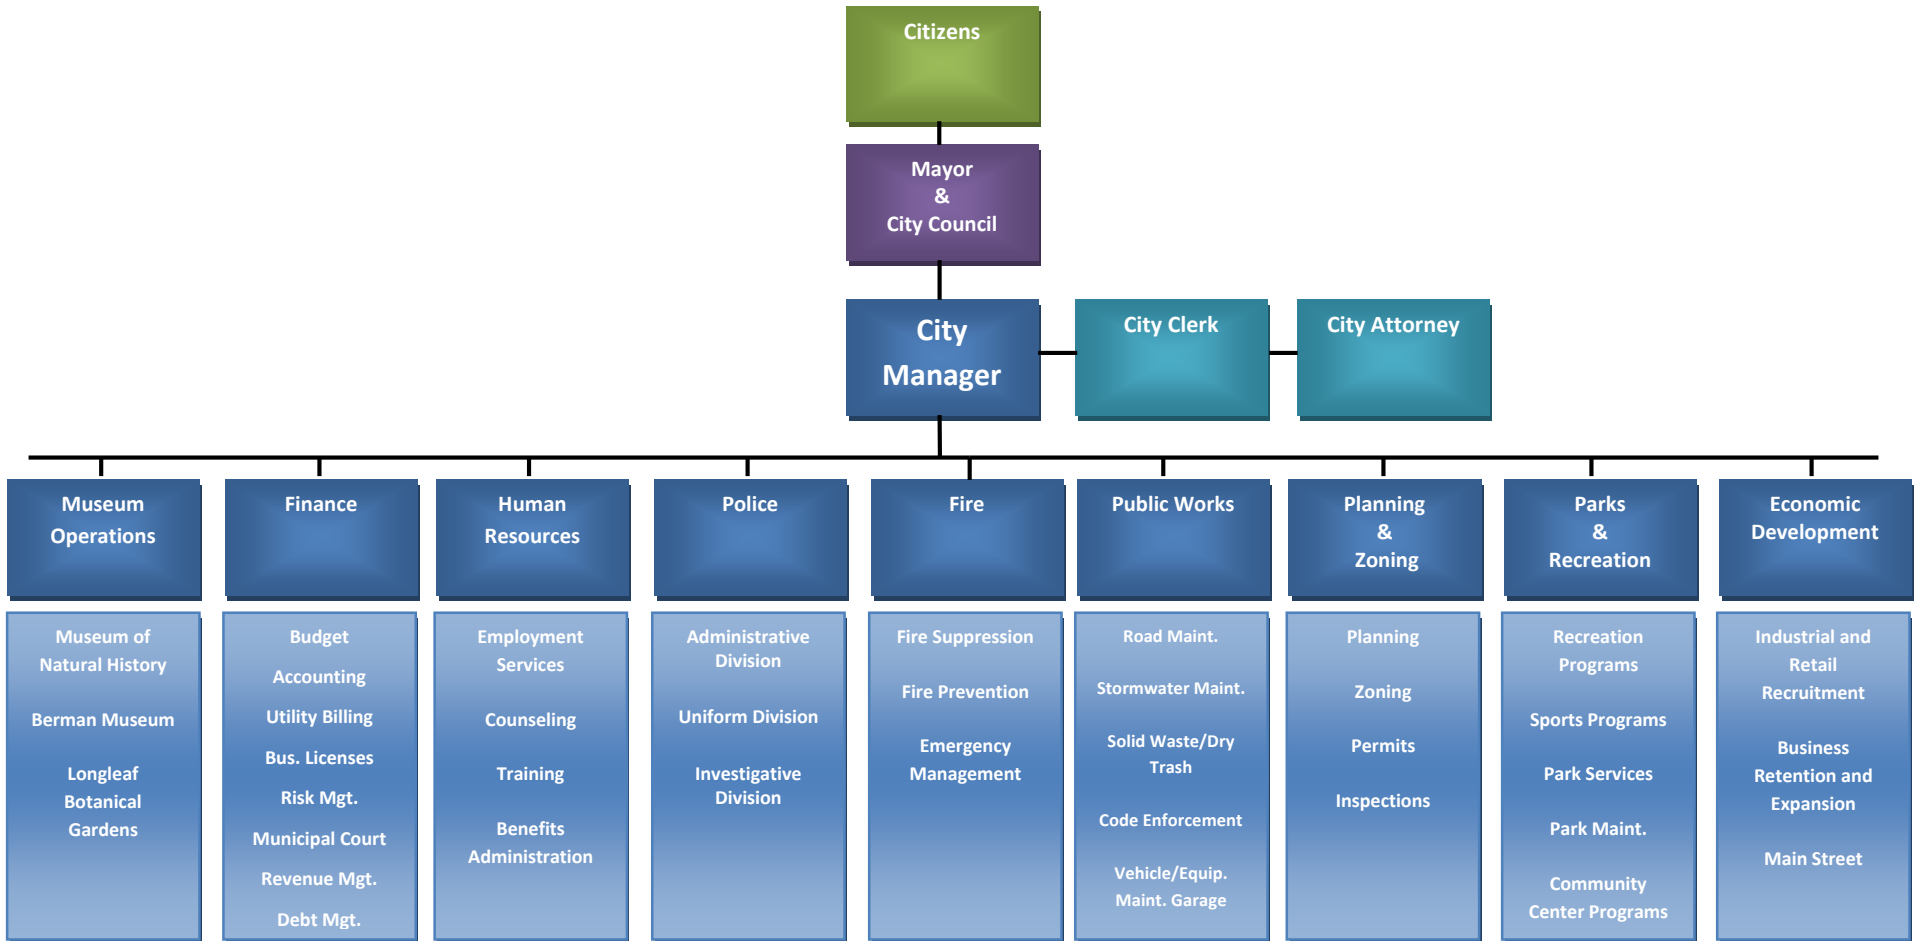 Citizens
Mayor
&
City Council
City
Manager
City Clerk
City Attorney
Museum
Operations
Finance
Human
Resources
Police
Fire
Public Works
Planning
&
Zoning
Parks
&
Recreation
Economic
Development
Museum of
Natural History
Berman Museum
Longleaf
Botanical
Gardens
Budget
Accounting
Utility Billing
Bus. Licenses
Risk Mgt.
Municipal Court
Revenue Mgt.
Debt Mgt.
Employment
Services
Counseling
Training
Benefits
Administration
Administrative
Division
Uniform Division
Investigative
Division
Fire Suppression
Fire Prevention
Emergency
Management
Road Maint.
Stormwater Maint.
Solid Waste/Dry
Trash
Code Enforcement
Vehicle/Equip.
Maint. Garage
Planning
Zoning
Permits
Inspections
Recreation
Programs
Sports Programs
Park Services
Park Maint.
Community
Center Programs
Industrial and
Retail
Recruitment
Business
Retention and
Expansion
Main Street